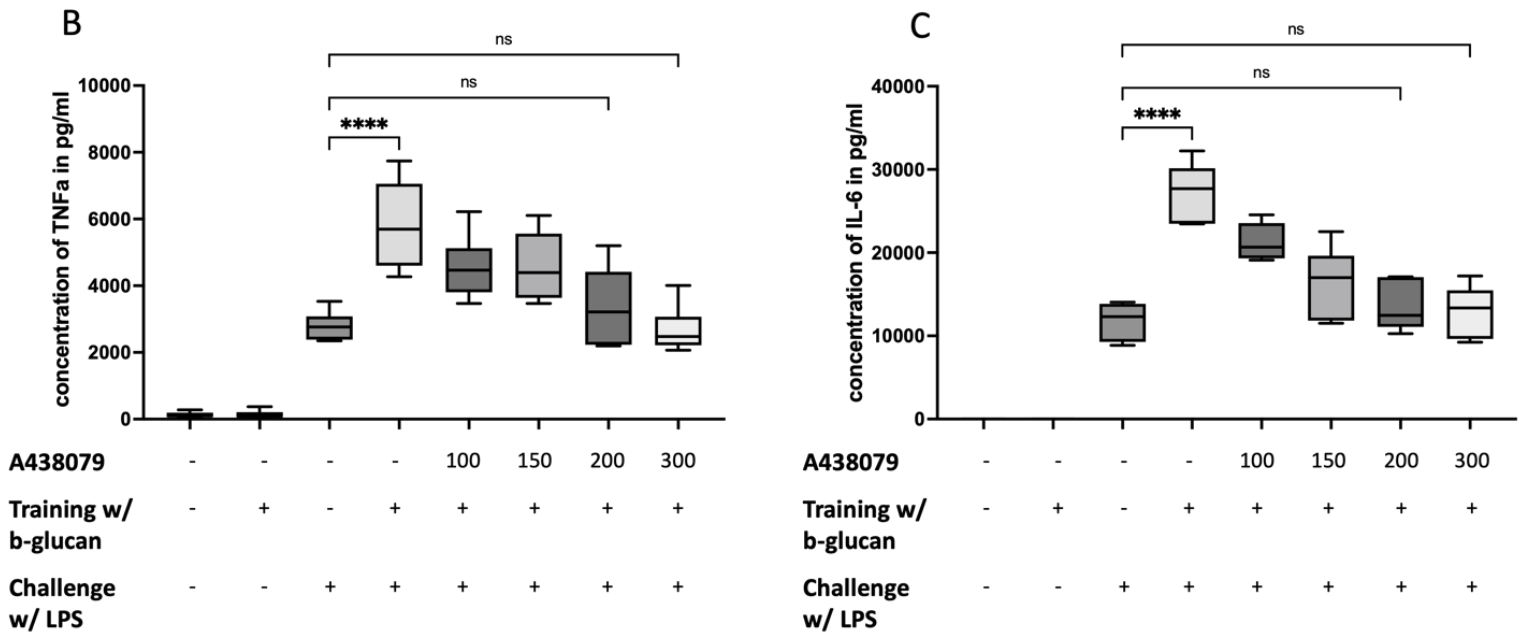 B
ns
ns
****
10000
8000
6000
4000
2000
0
concentration of TNFa in pg/ml
A438079 - - - - 100 150 200 300
Training w/ - + - + + + + +
b-glucan
Challenge - - + + + + + +
w/ LPS
C
ns
ns
****
40000
30000
20000
10000
0
concentration of IL-6 in pg/ml
A438079 - - - - 100 150 200 300
Training w/ - + - + + + + +
b-glucan
Challenge - - + + + + + +
w/ LPS